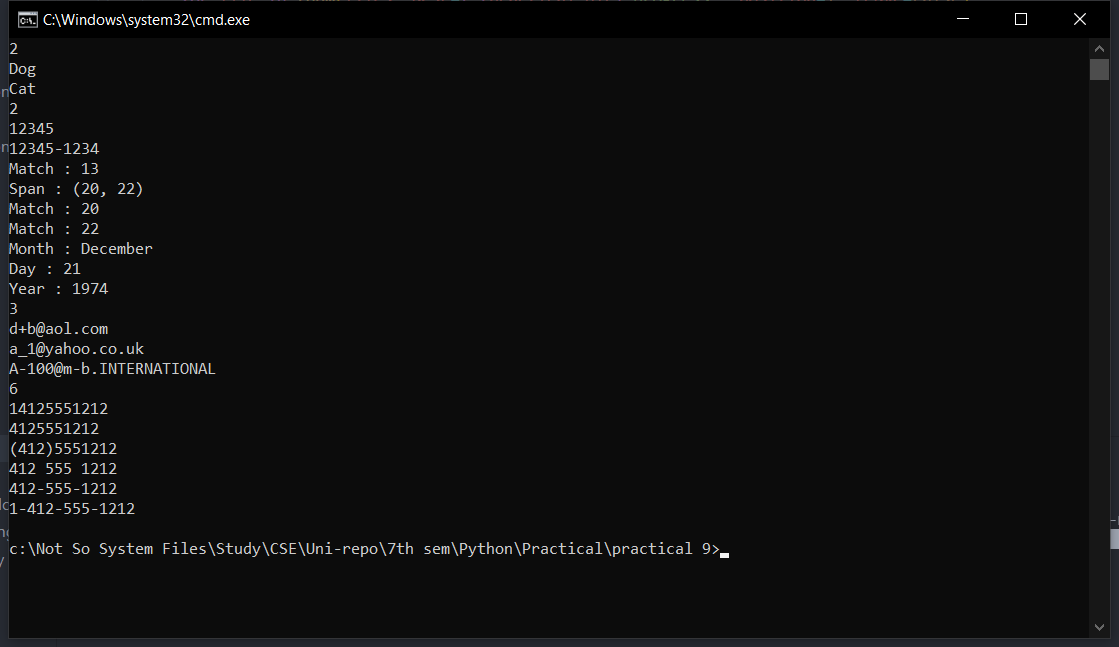 C:\Windows\system32\cmd.exe
2
Dog
Cat
2
12345
12345-1234
Match : 13
Span : (20, 22)
Match : 20
Match : 22
Month : December
Day : 21
Year : 1974
3
d+b@aol.com
a_1@yahoo.co.uk
A-100@m-b.INTERNATIONAL
6
14125551212
4125551212
(412)5551212
412 555 1212
412-555-1212
1-412-555-1212
c:\Not So System Files\Study\CSE\Uni-repo\7th sem\Python\Practical\practical 9>